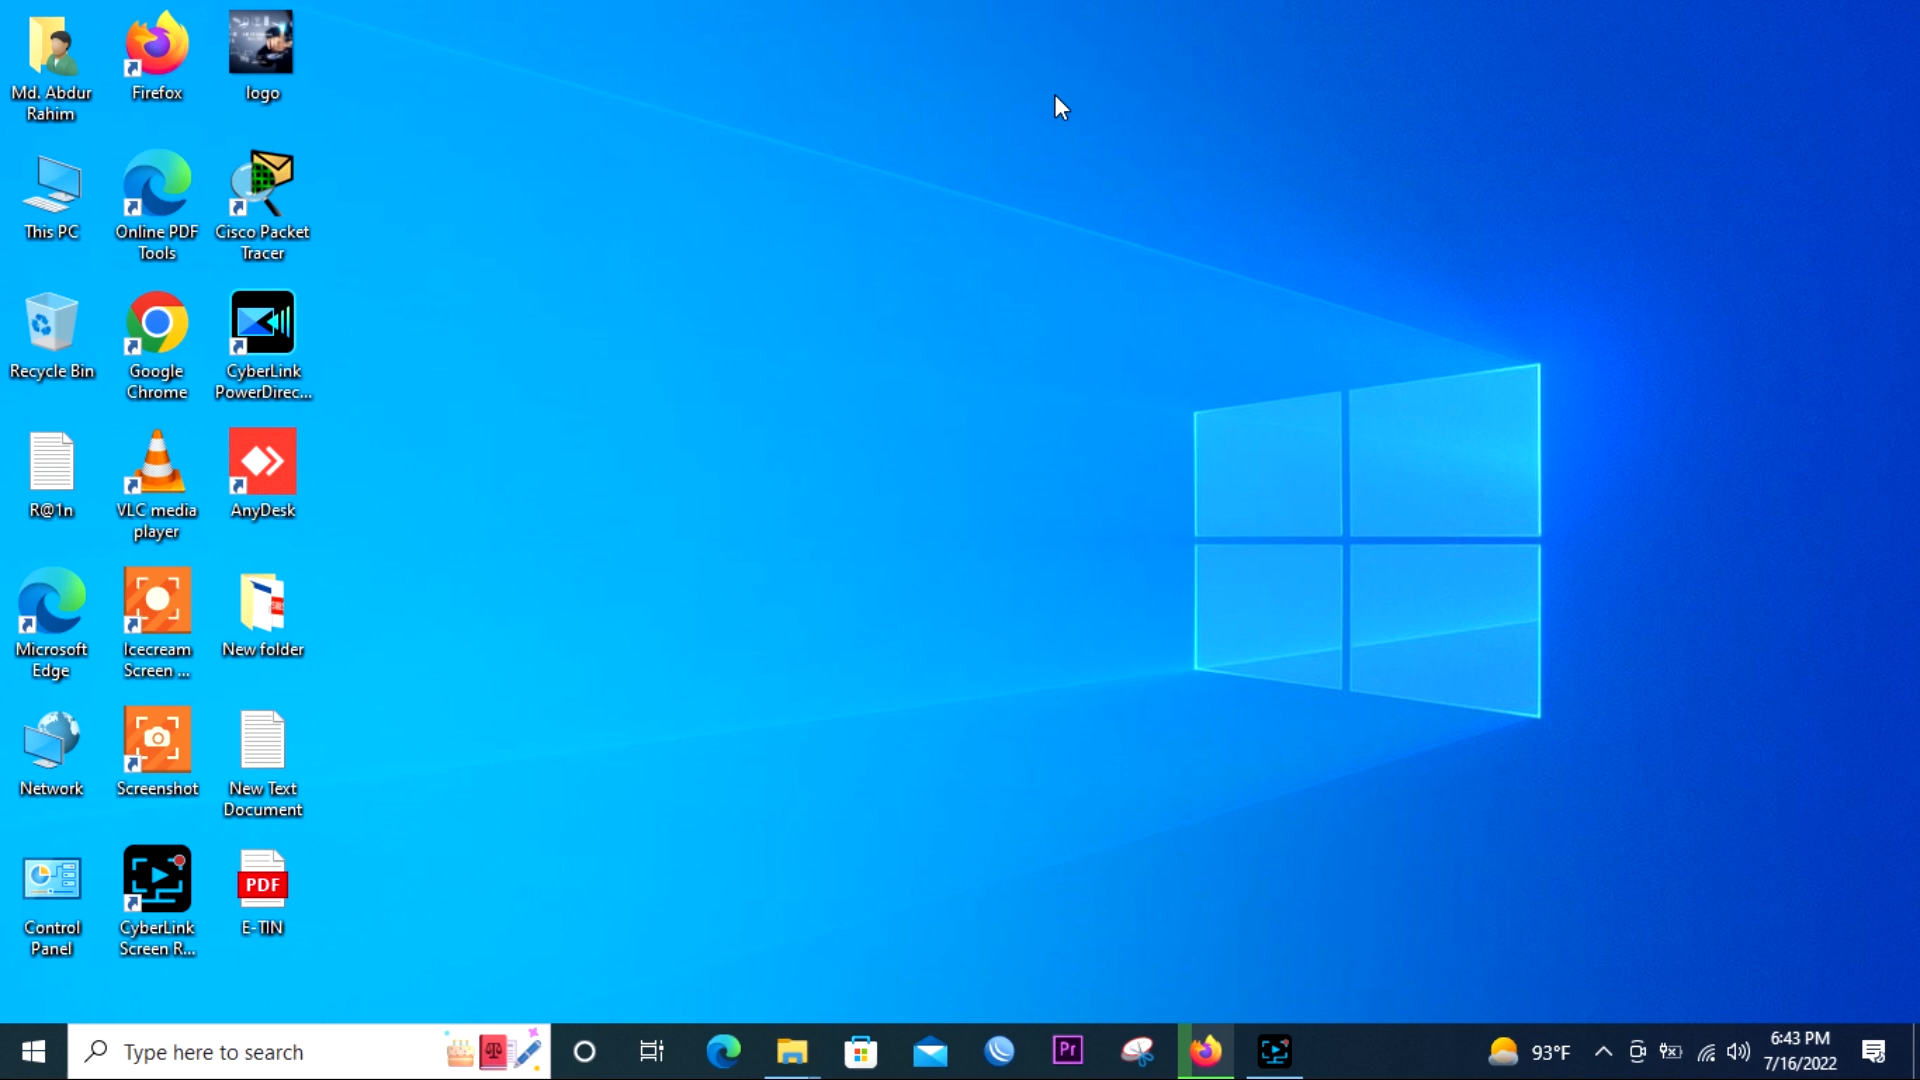 Md. Abdur
Rahim
Firefox
logo
This PC
Online PDF
Tools
Cisco Packet
Tracer
Recycle Bin
Google
Chrome
CyberLink
PowerDirec...
R@1n
VLC media
player
AnyDesk
Microsoft
Edge
Icecream
Screen ...
New folder
Network
Screenshot
New Text
Document
Control
Panel
CyberLink
Screen R...
PDF
E-TIN
Type here to search
Pr
93°F
6:43 PM
7/16/2022